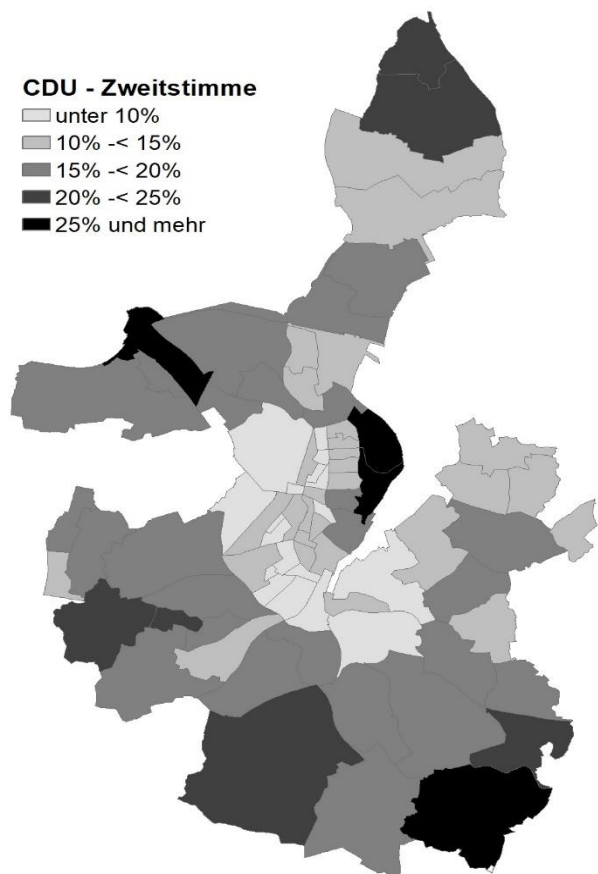 CDU - Zweitstimme
unter 10%
10% -< 15%
15% -< 20%
20% -< 25%
25% und mehr